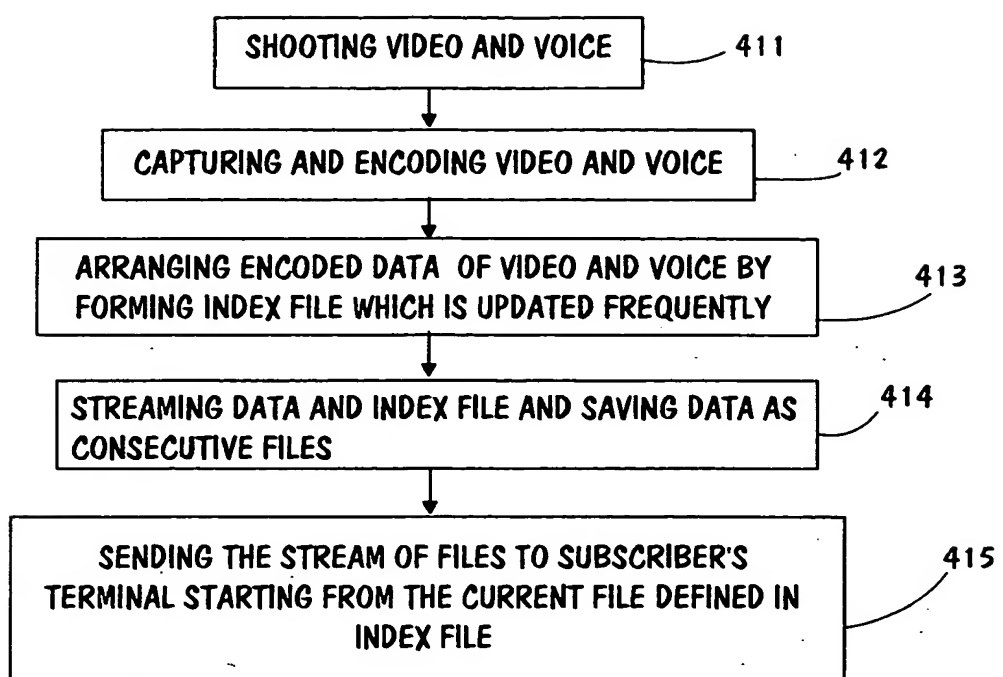 SHOOTING VIDEO AND VOICE
411
CAPTURING AND ENCODING VIDEO AND VOICE
412
ARRANGING ENCODED DATA OF VIDEO AND VOICE BY
FORMING INDEX FILE WHICH IS UPDATED FREQUENTLY
413
STREAMING DATA AND INDEX FILE AND SAVING DATA AS
CONSECUTIVE FILES
414
SENDING THE STREAM OF FILES TO SUBSCRIBER'S
TERMINAL STARTING FROM THE CURRENT FILE DEFINED IN
INDEX FILE
415